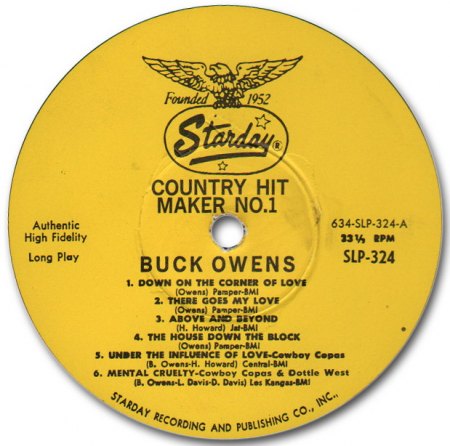 Founded 1952
Starday®
COUNTRY HIT
MAKER NO.1
Authentic
High Fidelity
Long Play
634-SLP-324-A
33⅓ RPM
SLP-324
BUCK OWENS
1. DOWN ON THE CORNER OF LOVE
(Owens) Pamper-BMI
2. THERE GOES MY LOVE
(Owens) Pamper-BMI
3. ABOVE AND BEYOND
(H. Howard) Jat-BMI
4. THE HOUSE DOWN THE BLOCK
(Owens) Pamper-BMI
5. UNDER THE INFLUENCE OF LOVE-Cowboy Copas
(B. Owens-H. Howard) Central-BMI
6. MENTAL CRUELTY-Cowboy Copas & Dottle West
(B. Owens-L. Davis-D. Davis) Les Kangas-BMI
STARDAY RECORDING AND PUBLISHING CO., INC.,